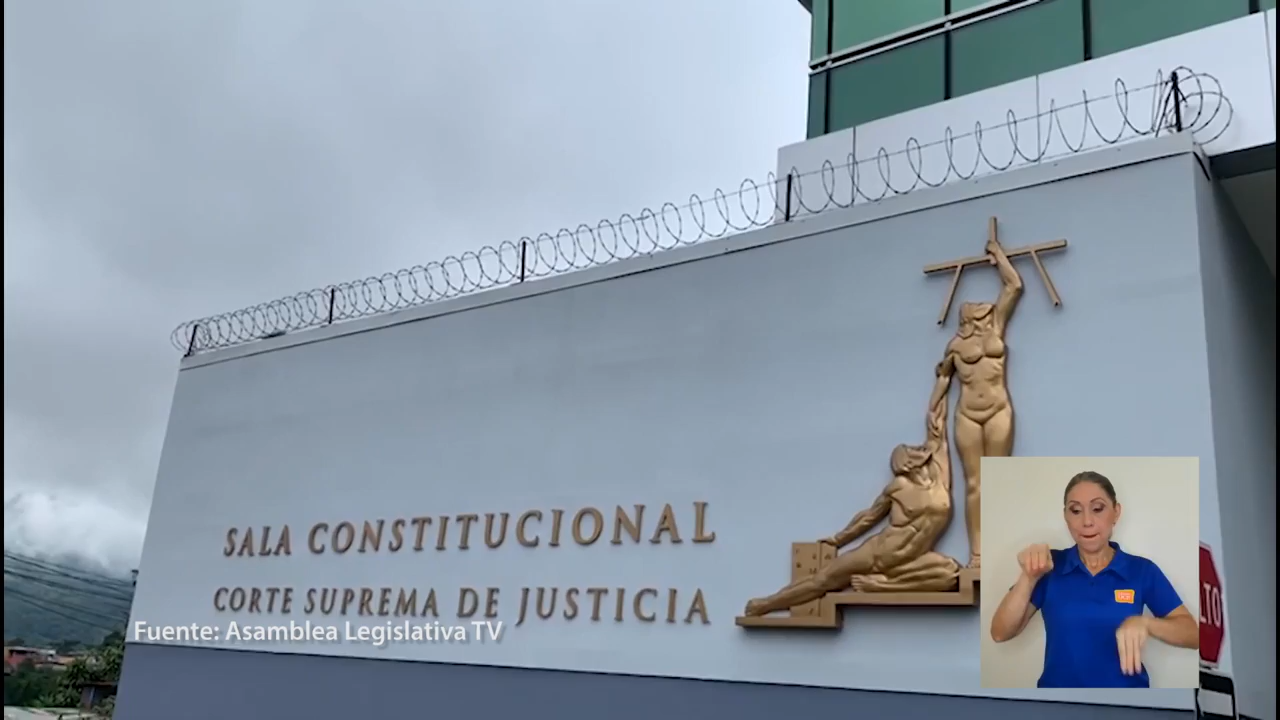 SALA CONSTITUCIONAL
CORTE SUPREMA DE JUSTICIA
Fuente: Asamblea Legislativa TV